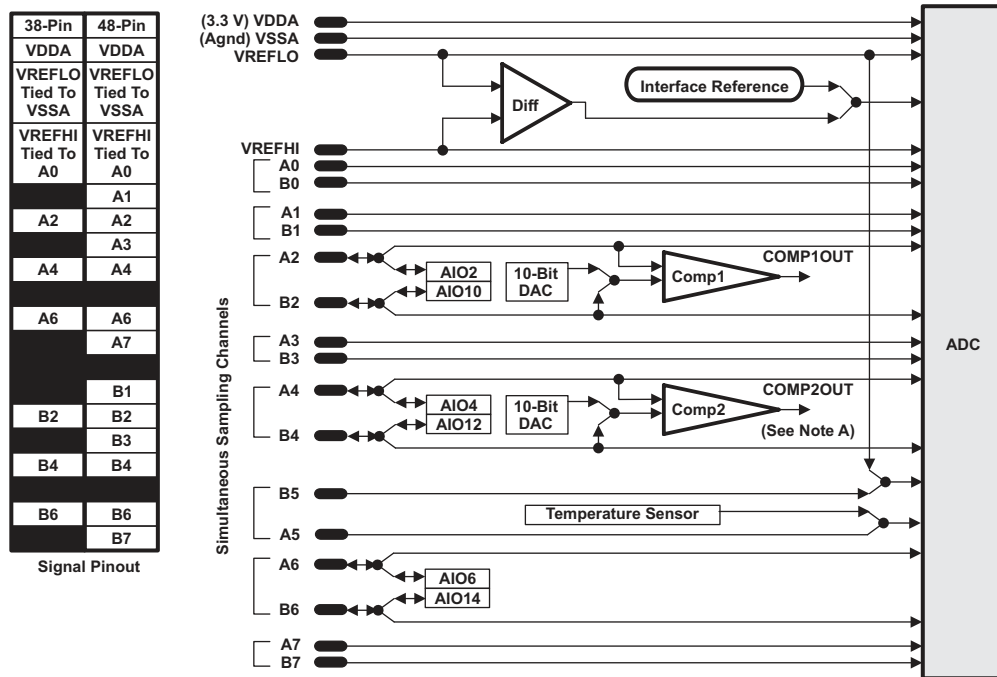 38-Pin 48-Pin
VDDA VDDA
VREFLO VREFLO
Tied To Tied To
VSSA VSSA
VREFHI VREFHI
Tied To Tied To
A0 A0
A1
A2 A2
A3
A4 A4
A6 A6
A7
B1
B2 B2
B3
B4 B4
B6 B6
B7
Signal Pinout
Simultaneous Sampling Channels
(3.3 V) VDDA
(Agnd) VSSA
VREFLO
Interface Reference
Diff
VREFHI
A0
B0
A1
B1
A2
AIO2
AIO10
10-Bit
DAC
Comp1
COMP1OUT
B2
A3
B3
ADC
A4
AIO4
AIO12
10-Bit
DAC
Comp2
COMP2OUT
(See Note A)
B4
B5
Temperature Sensor
A5
A6
AIO6
AIO14
B6
A7
B7